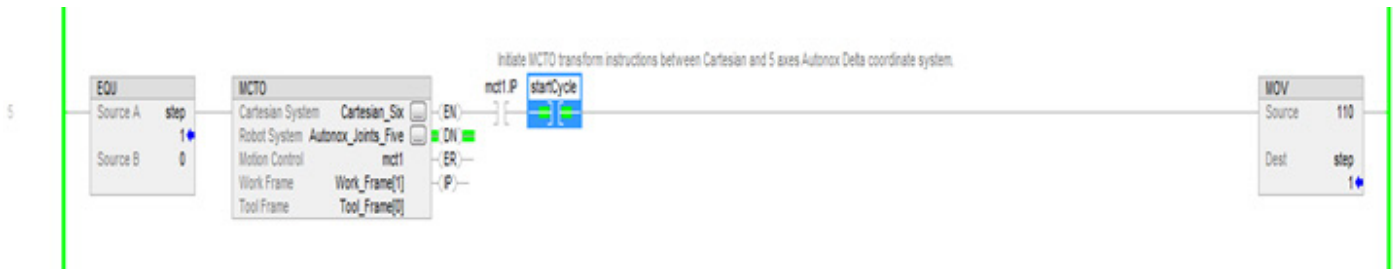 Initiate MCTO transform instructions between Cartesian and 5 axes Autonox Delta coordinate system.
5
EQU
Source A step
1
Source B 0
MCTO
Cartesian System Cartesian_Six ...
Robot System Autonox_Joints_Five ...
Motion Control mct1
Work Frame Work_Frame[1]
Tool Frame Tool_Frame[0]
EN
DN
ER
IP
mct1.IP
startCycle
MOV
Source 110
Dest step
1